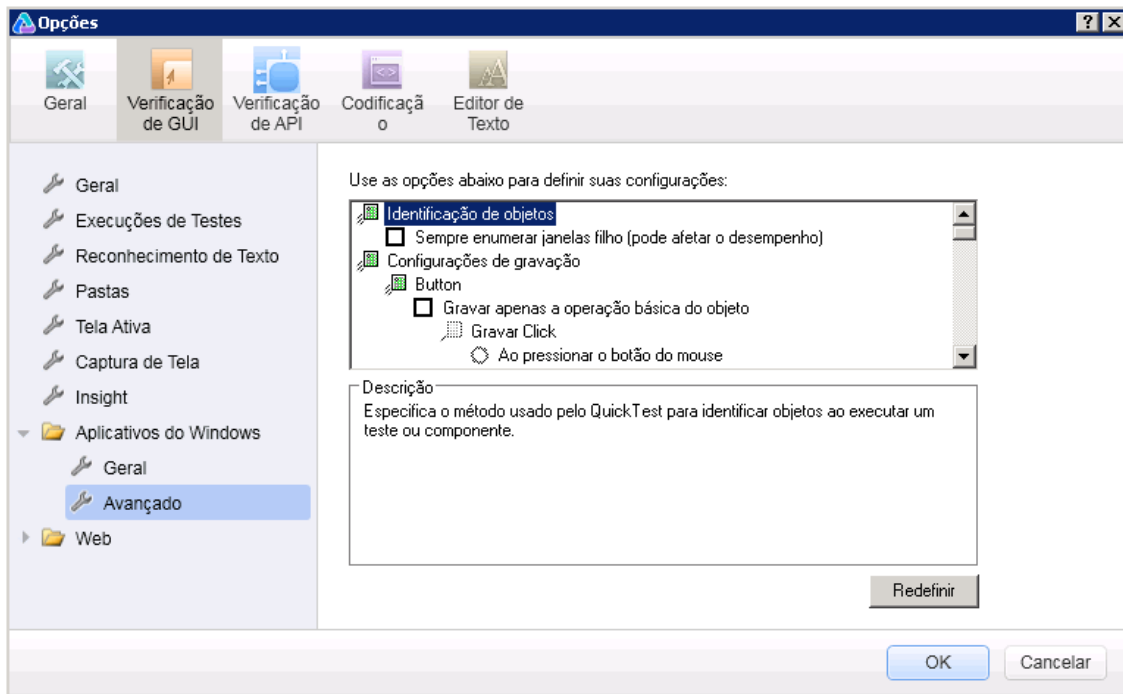 Opções
Geral
Verificação
de GUI
Verificação
de API
Codificaçã
o
Editor de
Texto
Geral
Execuções de Testes
Reconhecimento de Texto
Pastas
Tela Ativa
Captura de Tela
Insight
Aplicativos do Windows
Geral
Avançado
Web
Use as opções abaixo para definir suas configurações:
Identificação de objetos
Sempre enumerar janelas filho (pode afetar o desempenho)
Configurações de gravação
Button
Gravar apenas a operação básica do objeto
Gravar Click
Ao pressionar o botão do mouse
Descrição
Especifica o método usado pelo QuickTest para identificar objetos ao executar um
teste ou componente.
Redefinir
OK
Cancelar